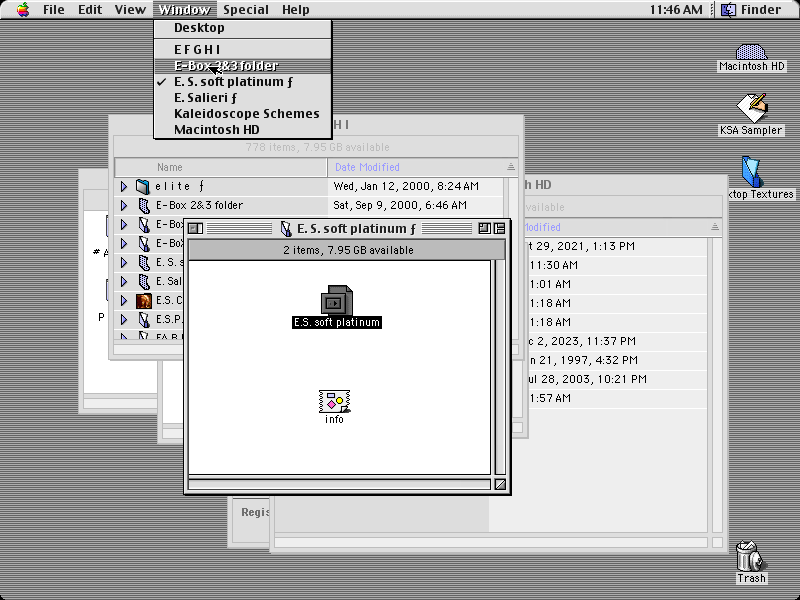 File Edit View Window Special Help 11:46 AM Finder
Desktop
E F G H I
E-Box 2&3 folder
E. S. soft platinum ƒ
E. Salieri ƒ
Kaleidoscope Schemes
Macintosh HD
H I
778 items, 7.95 GB available
Name Date Modified
e l i t e ƒ Wed, Jan 12, 2000, 8:24 AM
E-Box 2&3 folder Sat, Sep 9, 2000, 6:46 AM
E-Bo
E-Bo
E. S. s
E. Sal
E.S. C
E.S.P.
E. S. soft platinum ƒ
2 items, 7.95 GB available
E.S. soft platinum
info
h HD
available
odified
t 29, 2021, 1:13 PM
11:30 AM
1:01 AM
1:18 AM
1:18 AM
c 2, 2023, 11:37 PM
n 21, 1997, 4:32 PM
ul 28, 2003, 10:21 PM
1:57 AM
# A
P
Regis
Macintosh HD
KSA Sampler
ktop Textures
Trash